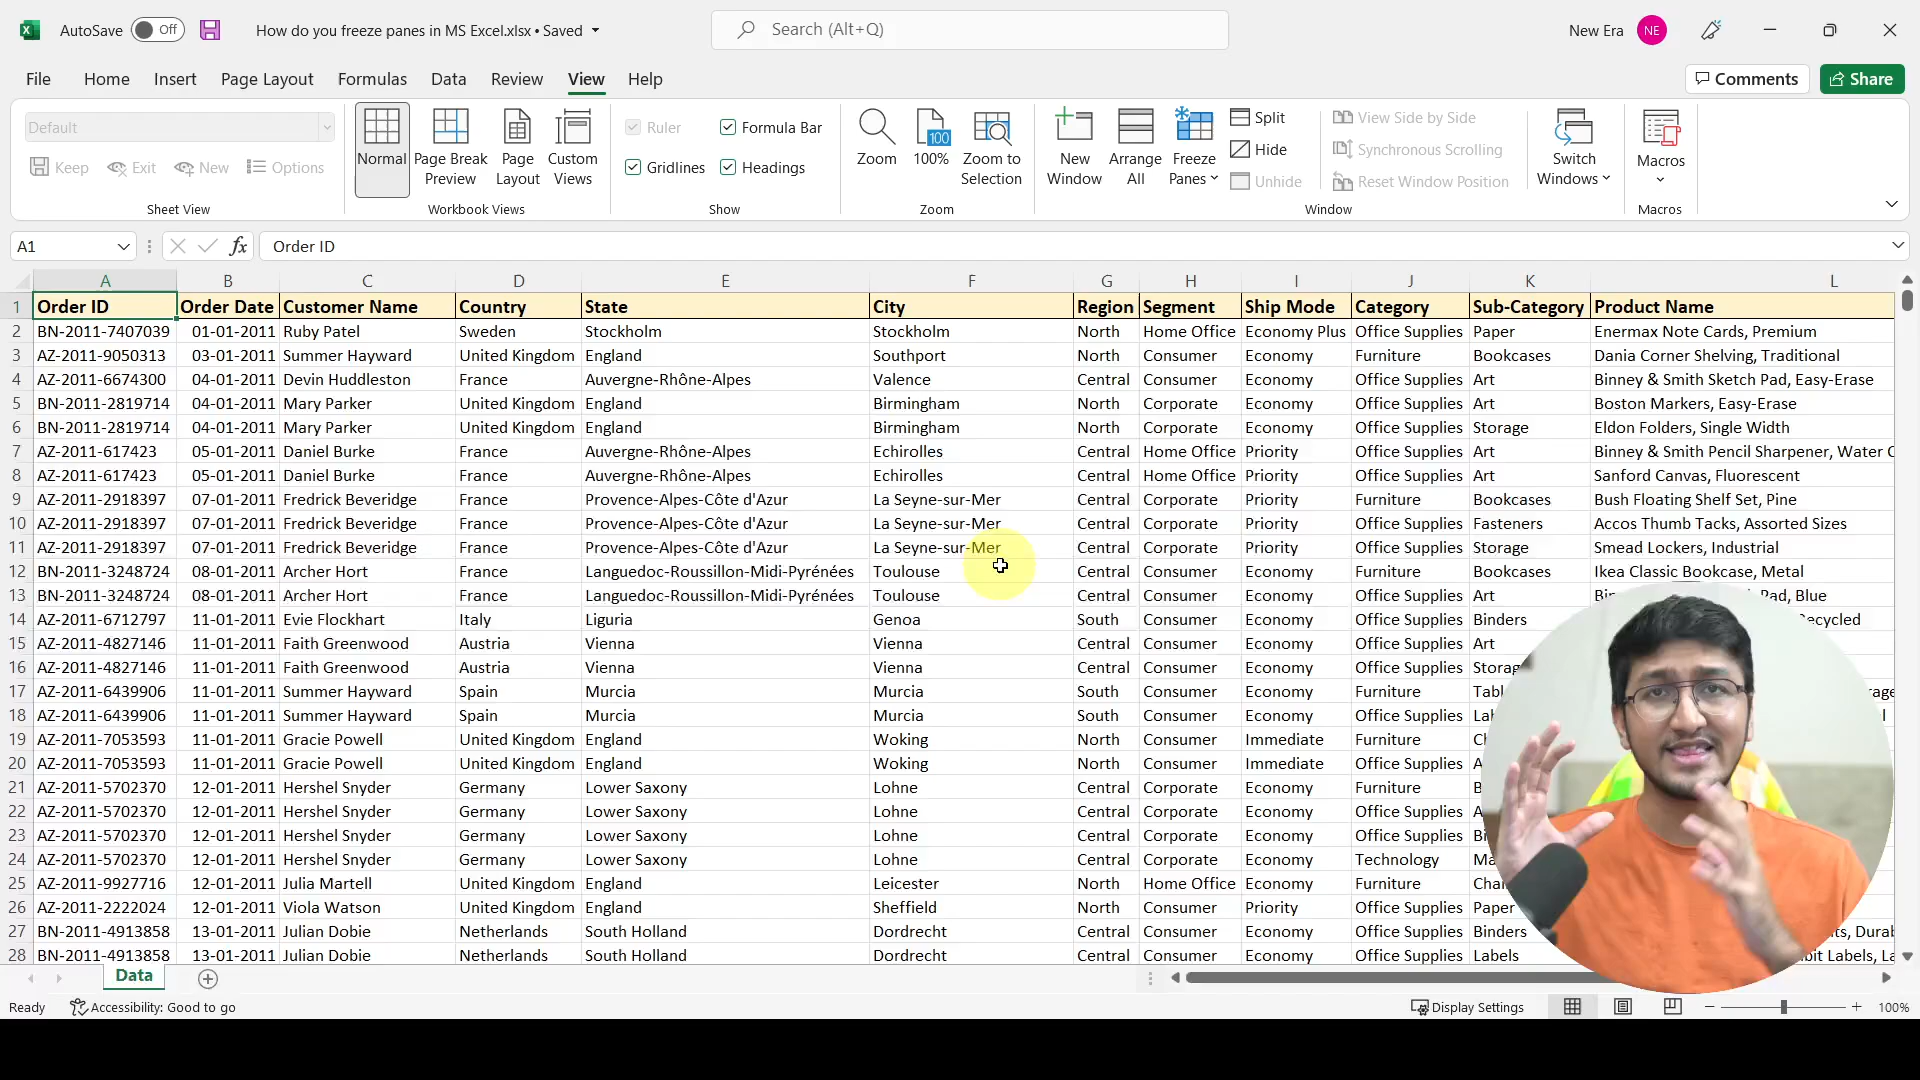 AutoSave Off How do you freeze panes in MS Excel.xlsx • Saved Search (Alt+Q) New Era NE
File Home Insert Page Layout Formulas Data Review View Help Comments Share
Default
Keep Exit New Options
Sheet View
Normal Page Break Preview Page Layout Custom Views
Workbook Views
Ruler Formula Bar
Gridlines Headings
Show
Zoom 100 100% Zoom to Selection
Zoom
New Window Arrange All Freeze Panes Split Hide Unhide
View Side by Side
Synchronous Scrolling
Reset Window Position
Switch Windows
Window
Macros
Macros
A1 fx Order ID
A B C D E F G H I J K L
1 Order ID Order Date Customer Name Country State City Region Segment Ship Mode Category Sub-Category Product Name
2 BN-2011-7407039 01-01-2011 Ruby Patel Sweden Stockholm Stockholm North Home Office Economy Plus Office Supplies Paper Enermax Note Cards, Premium
3 AZ-2011-9050313 03-01-2011 Summer Hayward United Kingdom England Southport North Consumer Economy Furniture Bookcases Dania Corner Shelving, Traditional
4 AZ-2011-6674300 04-01-2011 Devin Huddleston France Auvergne-Rhône-Alpes Valence Central Consumer Economy Office Supplies Art Binney & Smith Sketch Pad, Easy-Erase
5 BN-2011-2819714 04-01-2011 Mary Parker United Kingdom England Birmingham North Corporate Economy Office Supplies Art Boston Markers, Easy-Erase
6 BN-2011-2819714 04-01-2011 Mary Parker United Kingdom England Birmingham North Corporate Economy Office Supplies Storage Eldon Folders, Single Width
7 AZ-2011-617423 05-01-2011 Daniel Burke France Auvergne-Rhône-Alpes Echirolles Central Home Office Priority Office Supplies Art Binney & Smith Pencil Sharpener, Water
8 AZ-2011-617423 05-01-2011 Daniel Burke France Auvergne-Rhône-Alpes Echirolles Central Home Office Priority Office Supplies Art Sanford Canvas, Fluorescent
9 AZ-2011-2918397 07-01-2011 Fredrick Beveridge France Provence-Alpes-Côte d'Azur La Seyne-sur-Mer Central Corporate Priority Furniture Bookcases Bush Floating Shelf Set, Pine
10 AZ-2011-2918397 07-01-2011 Fredrick Beveridge France Provence-Alpes-Côte d'Azur La Seyne-sur-Mer Central Corporate Priority Office Supplies Fasteners Accos Thumb Tacks, Assorted Sizes
11 AZ-2011-2918397 07-01-2011 Fredrick Beveridge France Provence-Alpes-Côte d'Azur La Seyne-sur-Mer Central Corporate Priority Office Supplies Storage Smead Lockers, Industrial
12 BN-2011-3248724 08-01-2011 Archer Hort France Languedoc-Roussillon-Midi-Pyrénées Toulouse Central Consumer Economy Furniture Bookcases Ikea Classic Bookcase, Metal
13 BN-2011-3248724 08-01-2011 Archer Hort France Languedoc-Roussillon-Midi-Pyrénées Toulouse Central Consumer Economy Office Supplies Art Pad, Blue
14 AZ-2011-6712797 11-01-2011 Evie Flockhart Italy Liguria Genoa South Consumer Economy Office Supplies Binders
15 AZ-2011-4827146 11-01-2011 Faith Greenwood Austria Vienna Vienna Central Consumer Economy Office Supplies Art
16 AZ-2011-4827146 11-01-2011 Faith Greenwood Austria Vienna Vienna Central Consumer Economy Office Supplies
17 AZ-2011-6439906 11-01-2011 Summer Hayward Spain Murcia Murcia South Consumer Economy Furniture
18 AZ-2011-6439906 11-01-2011 Summer Hayward Spain Murcia Murcia South Consumer Economy Office Supplies
19 AZ-2011-7053593 11-01-2011 Gracie Powell United Kingdom England Woking North Consumer Immediate Furniture
20 AZ-2011-7053593 11-01-2011 Gracie Powell United Kingdom England Woking North Consumer Immediate Office Supplies
21 AZ-2011-5702370 12-01-2011 Hershel Snyder Germany Lower Saxony Lohne Central Corporate Economy Furniture
22 AZ-2011-5702370 12-01-2011 Hershel Snyder Germany Lower Saxony Lohne Central Corporate Economy Office Supplies
23 AZ-2011-5702370 12-01-2011 Hershel Snyder Germany Lower Saxony Lohne Central Corporate Economy Office Supplies
24 AZ-2011-5702370 12-01-2011 Hershel Snyder Germany Lower Saxony Lohne Central Corporate Economy Technology
25 AZ-2011-9927716 12-01-2011 Julia Martell United Kingdom England Leicester North Home Office Economy Furniture
26 AZ-2011-2222024 12-01-2011 Viola Watson United Kingdom England Sheffield North Consumer Priority Office Supplies Paper
27 BN-2011-4913858 13-01-2011 Julian Dobie Netherlands South Holland Dordrecht Central Consumer Economy Office Supplies Binders
28 BN-2011-4913858 13-01-2011 Julian Dobie Netherlands South Holland Dordrecht Central Consumer Economy Office Supplies Labels
Data
Ready Accessibility: Good to go Display Settings 100%